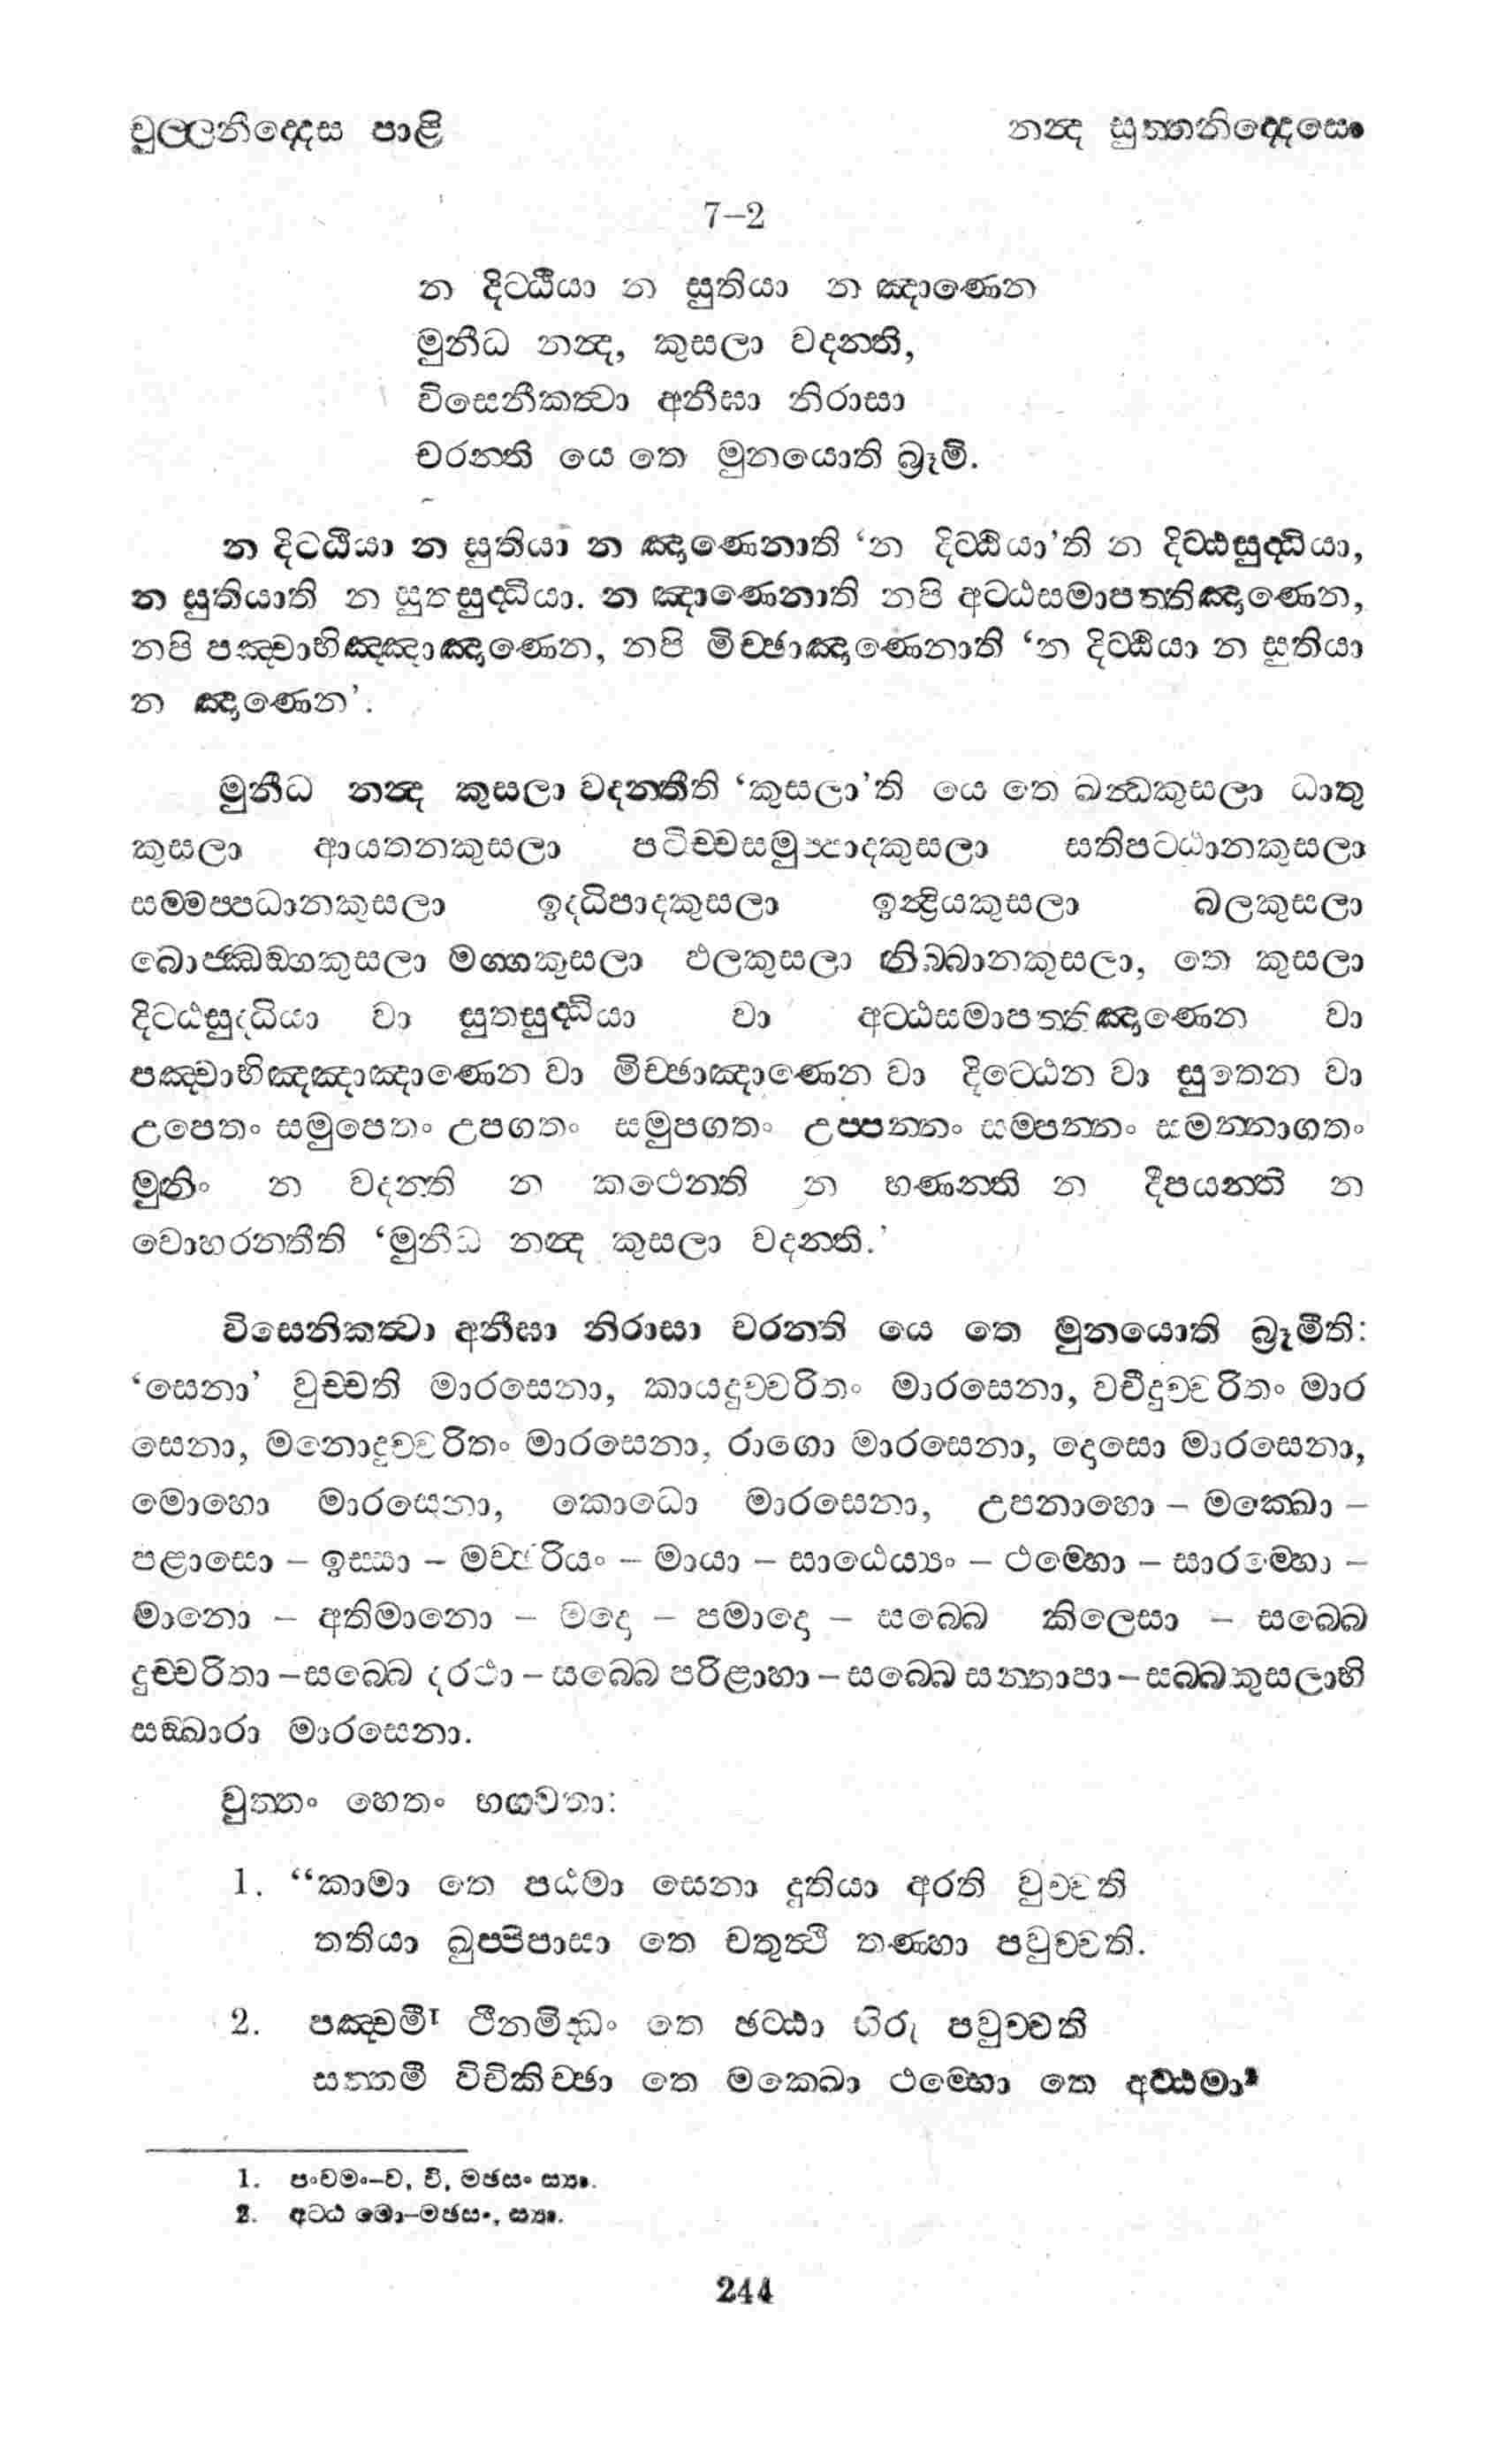 චුල්ලනිද්දෙස පාළි
නන්‍ද සුත්තනිද්දෙසො
7–2
න දිට්ඨියා න සුතියා න ඤාණෙන
මුනීධ නන්‍ද, කුසලා වදන්ති,
විසෙනීකත්‍වා අනීඝා නිරාසා
චරන්ති යෙ තෙ මුනයොති බ්‍රෑමි.
න දිට්ඨියා න සුතියා න ඤාණෙනාති ‘න දිට්ඨියා’ති න දිට්ඨසුද්ධියා,
න සුතියාති න සුතසුද්ධියා. න ඤාණෙනාති නපි අට්ඨසමාපත්තිඤාණෙන,
නපි පඤ්චාභිඤ්ඤාඤාණෙන, නපි මිච්ඡාඤාණෙනාති ‘න දිට්ඨියා න සුතියා
න ඤාණෙන’.
මුනීධ නන්‍ද කුසලා වදන්තීති ‘කුසලා’ති යෙ තෙ ඛන්ධකුසලා ධාතු
කුසලා ආයතනකුසලා පටිච්චසමුප්පාදකුසලා සතිපට්ඨානකුසලා
සම්මප්පධානකුසලා ඉද්ධිපාදකුසලා ඉන්‍ද්‍රියකුසලා බලකුසලා
බොජ්ඣඞ්ගකුසලා මග්ගකුසලා ඵලකුසලා නිබ්බානකුසලා, තෙ කුසලා
දිට්ඨසුද්ධියා වා සුතසුද්ධියා වා අට්ඨසමාපත්තිඤාණෙන වා
පඤ්චාභිඤ්ඤාඤාණෙන වා මිච්ඡාඤාණෙන වා දිට්ඨෙන වා සුතෙන වා
උපෙතං සමුපෙතං උපගතං සමුපගතං උප්පන්නං සම්පන්නං සමන්නාගතං
මුනිං න වදන්ති න කථෙන්ති න භණන්ති න දීපයන්ති න
වොහරන්තීති ‘මුනීධ නන්‍ද කුසලා වදන්ති.’
විසෙනිකත්‍වා අනීඝා නිරාසා චරන්ති යෙ තෙ මුනයොති බ්‍රෑමීති:
‘සෙනා’ වුච්චති මාරසෙනා, කායදුච්චරිතං මාරසෙනා, වචීදුච්චරිතං මාර
සෙනා, මනොදුච්චරිතං මාරසෙනා, රාගො මාරසෙනා, දොසො මාරසෙනා,
මොහො මාරසෙනා, කොධො මාරසෙනා, උපනාහො – මක්ඛො –
පළාසො – ඉස්සා – මච්ඡරියං – මායා – සාඨෙය්‍යං – ථම්භො – සාරම්භො –
මානො – අතිමානො – මදො – පමාදො – සබ්බෙ කිලෙසා – සබ්බෙ
දුච්චරිතා – සබ්බෙ දරථා – සබ්බෙ පරිළාහා – සබ්බෙ සන්තාපා – සබ්බකුසලාභි
සඞ්ඛාරා මාරසෙනා.
වුත්තං හෙතං භගවතා:
1. “කාමා තෙ පඨමා සෙනා දුතියා අරති වුච්චති
තතියා ඛුප්පිපාසා තෙ චතුත්‍ථී තණ්හා පවුච්චති.
2. පඤ්චමී¹ ථීනමිද්ධං තෙ ඡට්ඨා භිරු පවුච්චති
සත්තමී විචිකිච්ඡා තෙ මක්ඛො ථම්භො තෙ අට්ඨමා²
1. පංචමං–ව, වි, මඡසං ස්‍යා.
2. අට්ඨ මො–මඡසං, ස්‍යා.
244